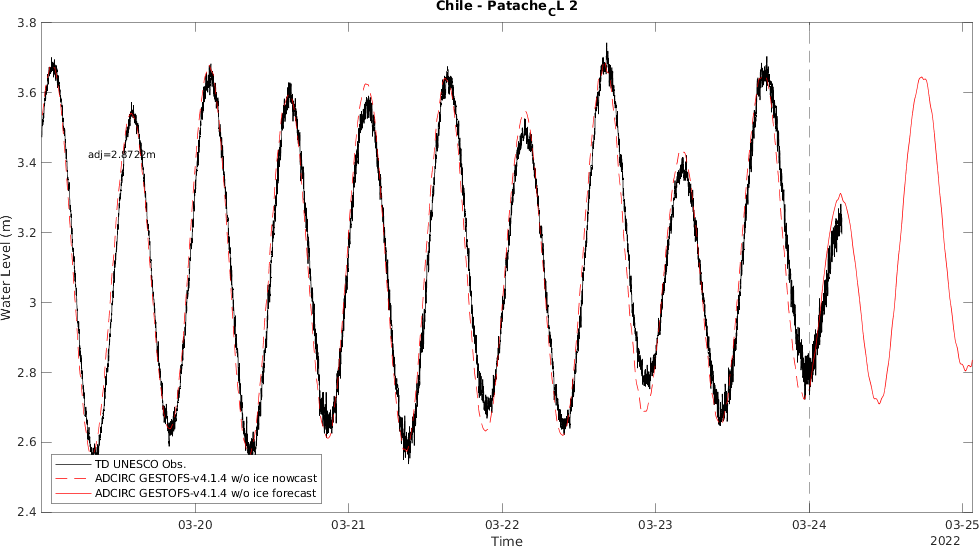 Chile - Patache_CL 2
3.8
3.6
3.4
3.2
3
2.8
2.6
2.4
Water Level (m)
adj=2.8722m
TD UNESCO Obs.
ADCIRC GESTOFS-v4.1.4 w/o ice nowcast
ADCIRC GESTOFS-v4.1.4 w/o ice forecast
03-20 03-21 03-22 03-23 03-24 03-25
Time 2022